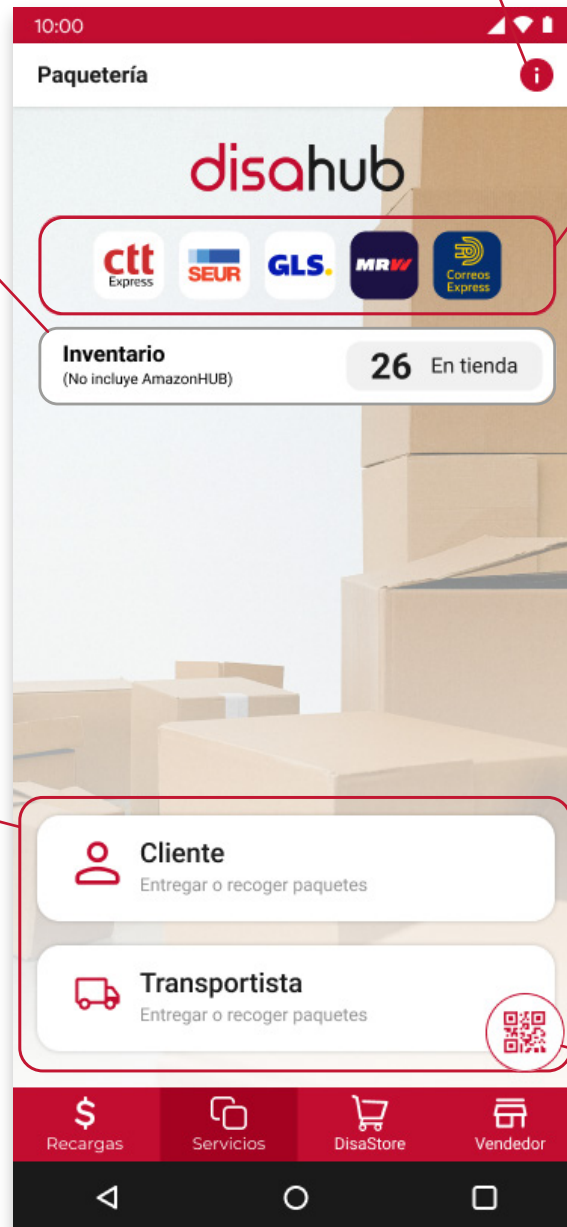 10:00
Paquetería
i
disahub
ctt
Express
SEUR
GLS.
MRW
Correos
Express
Inventario
(No incluye AmazonHUB)
26 En tienda
Cliente
Entregar o recoger paquetes
Transportista
Entregar o recoger paquetes
$
Recargas
Servicios
DisaStore
Vendedor